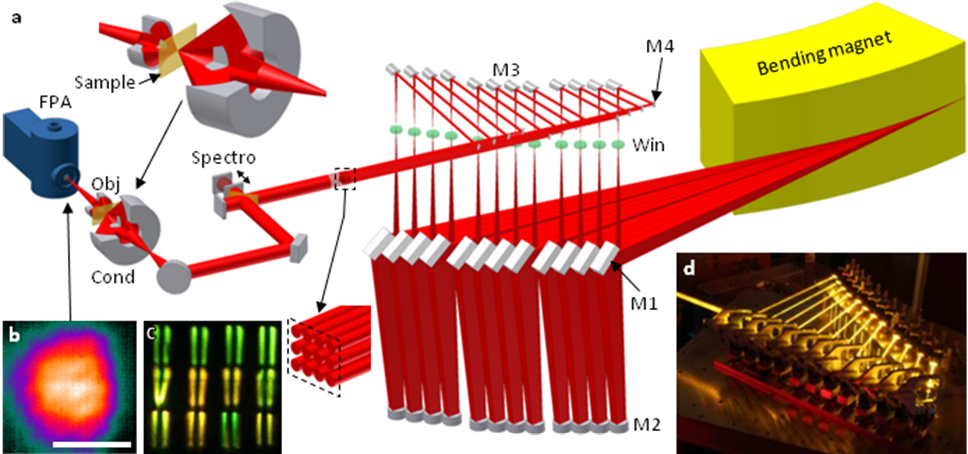 a
Sample
FPA
Obj
Cond
Spectro
M3
M4
Win
Bending magnet
M1
M2
b
c
d